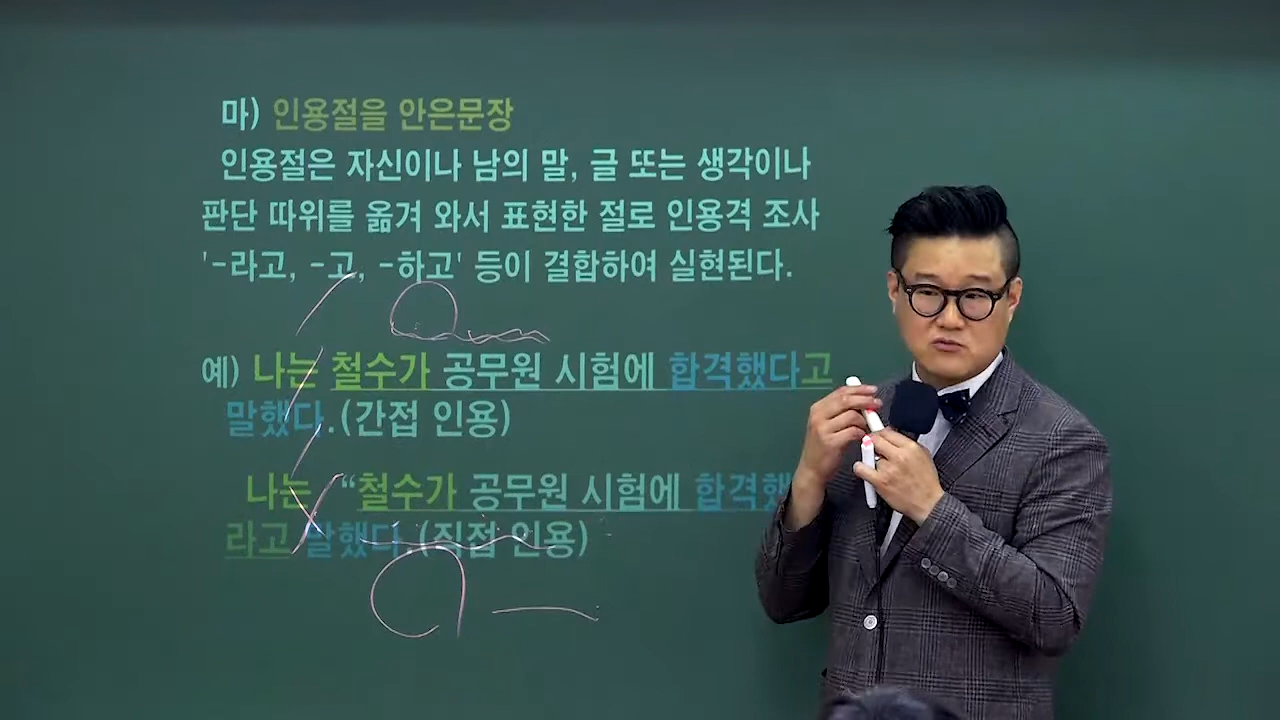 마) 인용절을 안은문장
인용절은 자신이나 남의 말, 글 또는 생각이나
판단 따위를 옮겨 와서 표현한 절로 인용격 조사
'-라고, -고, -하고' 등이 결합하여 실현된다.
예) 나는 철수가 공무원 시험에 합격했다고
말했다.(간접 인용)
나는 “철수가 공무원 시험에
라고 말했다.(직접 인용)